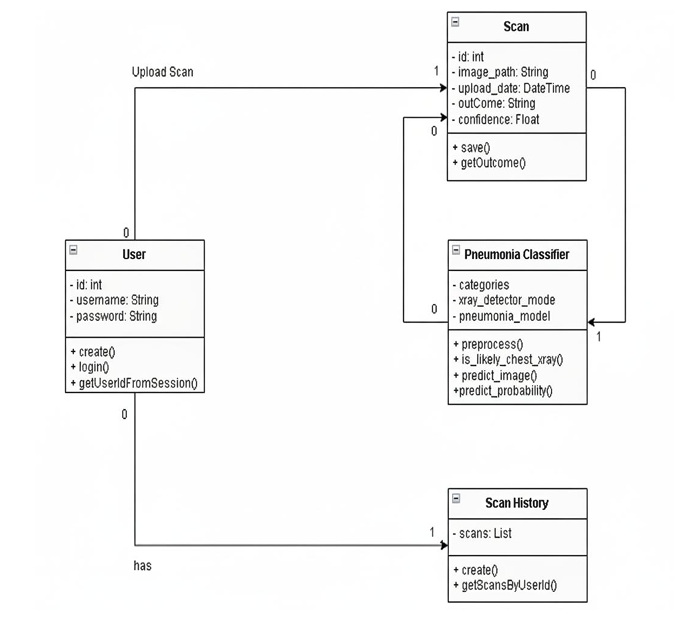 Scan
- id: int
- image_path: String
- upload_date: DateTime
- outCome: String
- confidence: Float
+ save()
+ getOutcome()
Upload Scan
1
0
0
0
User
- id: int
- username: String
- password: String
+ create()
+ login()
+ getUserIdFromSession()
0
Pneumonia Classifier
- categories
- xray_detector_mode
- pneumonia_model
+ preprocess()
+ is_likely_chest_xray()
+ predict_image()
+predict_probability()
0
1
Scan History
- scans: List
+ create()
+ getScansByUserId()
1
has